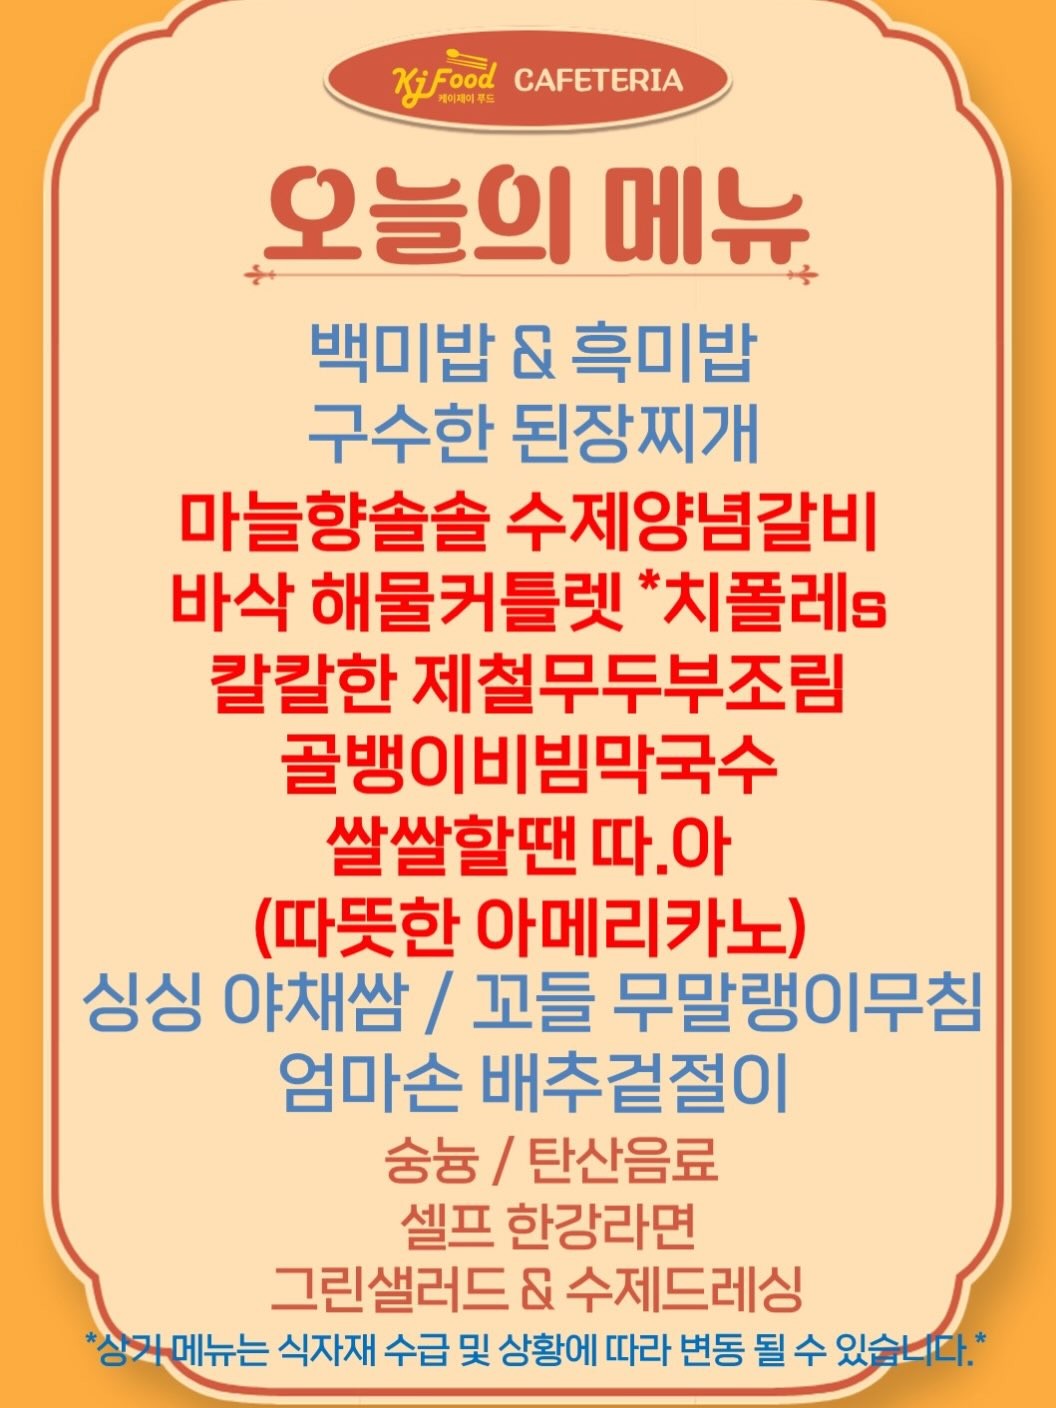 KjFood CAFETERIA
케이제이 푸드
오늘의 메뉴
백미밥 & 흑미밥
구수한 된장찌개
마늘향솔솔 수제양념갈비
바삭 해물커틀렛 *치폴레s
칼칼한 제철무두부조림
골뱅이비빔막국수
쌀쌀할땐 따.아
(따뜻한 아메리카노)
싱싱 야채쌈 / 꼬들 무말랭이무침
엄마손 배추겉절이
숭늉 / 탄산음료
셀프 한강라면
그린샐러드 & 수제드레싱
*상기 메뉴는 식자재 수급 및 상황에 따라 변동 될 수 있습니다.*